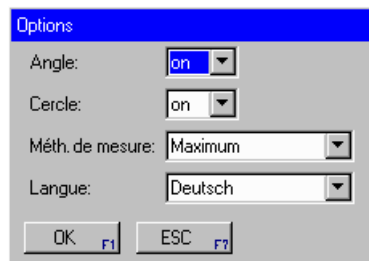 Options
Angle: on
Cercle: on
Méth. de mesure: Maximum
Langue: Deutsch
OK F1 ESC F7